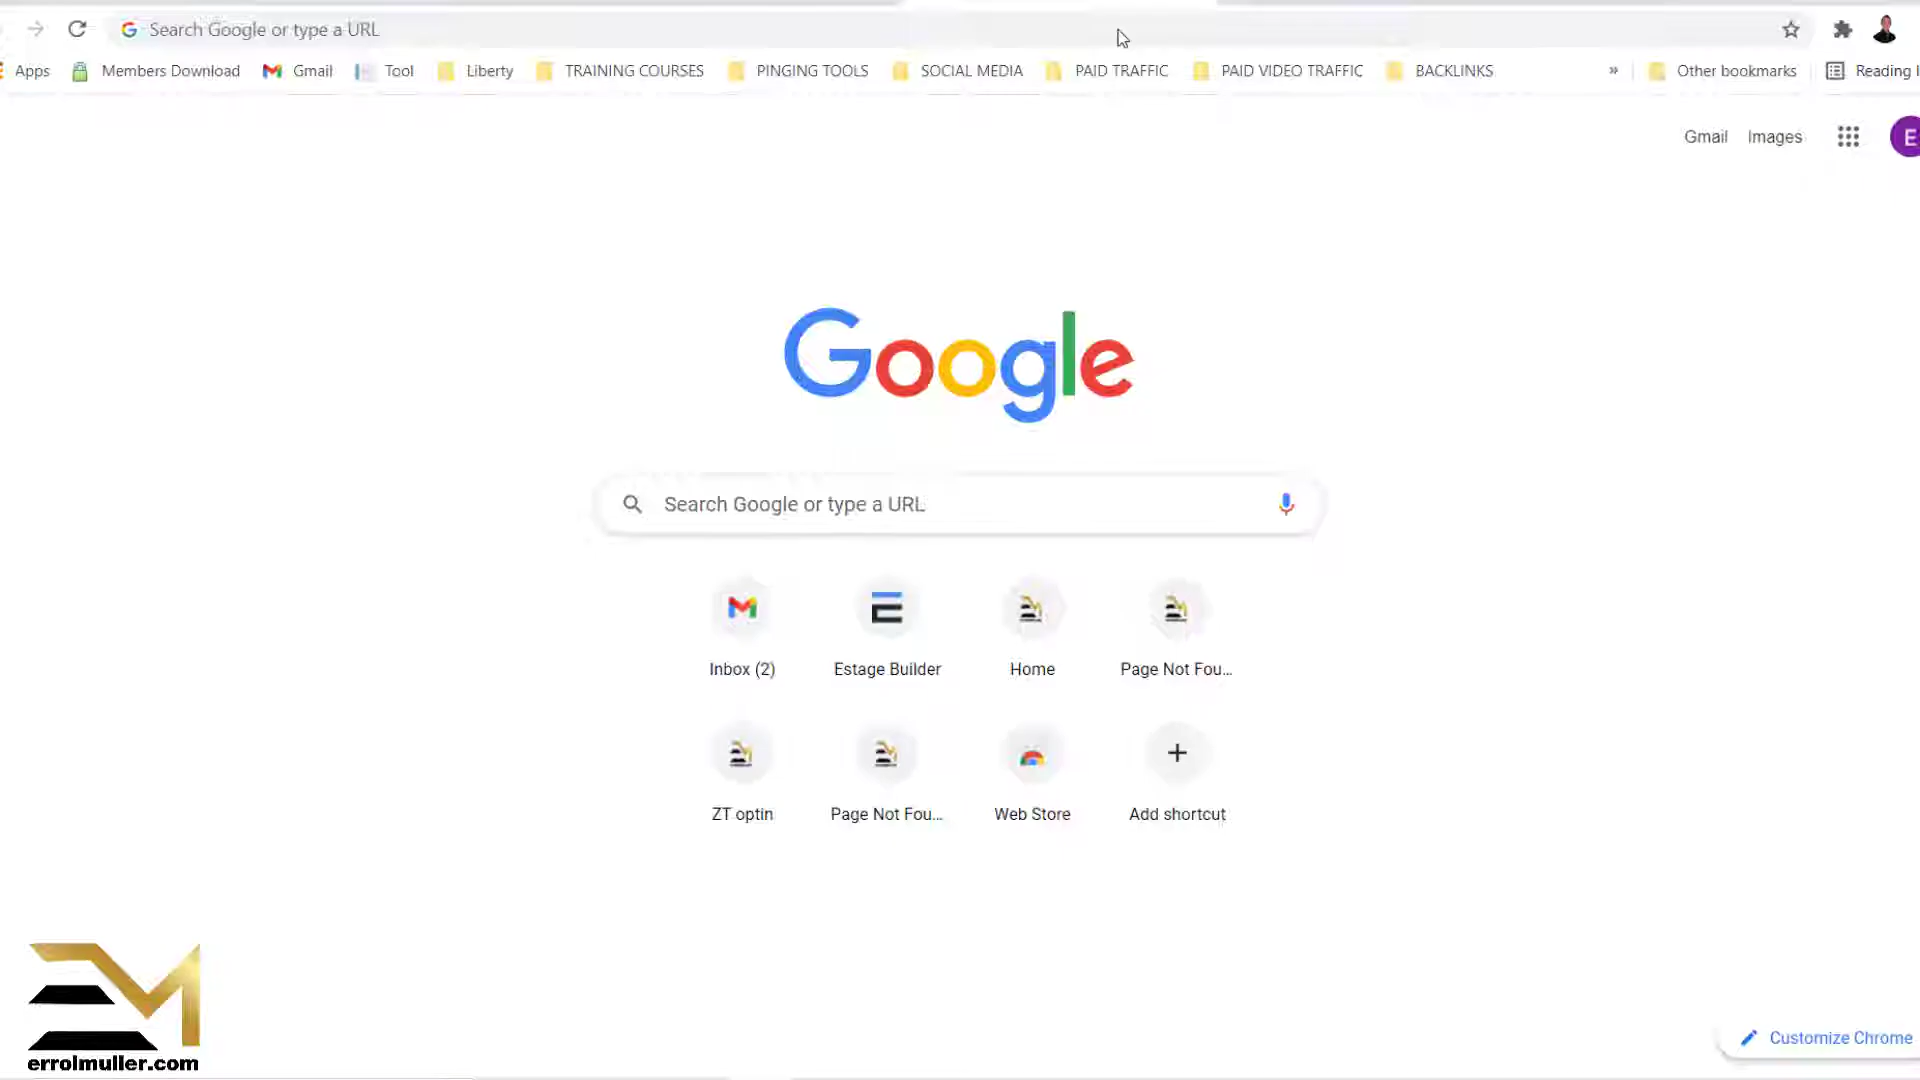 Search Google or type a URL
Apps Members Download Gmail Tool Liberty TRAINING COURSES PINGING TOOLS SOCIAL MEDIA PAID TRAFFIC PAID VIDEO TRAFFIC BACKLINKS » Other bookmarks Reading l
Gmail Images E
Google
Search Google or type a URL
Inbox (2) Estage Builder Home Page Not Fou...
ZT optin Page Not Fou... Web Store Add shortcut
EM
errolmuller.com
Customize Chrome